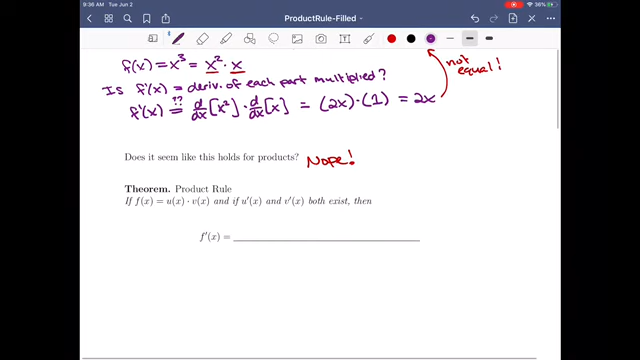 9:36 AM Tue Jun 2
36%
ProductRule-Filled
f(x) = x³ = x² · x
Is f'(x) = deriv. of each part multiplied?
not equal!
f'(x) ??= d/dx [x²] · d/dx [x] = (2x) · (1) = 2x
Does it seem like this holds for products? Nope!
Theorem. Product Rule
If f(x) = u(x) · v(x) and if u′(x) and v′(x) both exist, then
f′(x) =